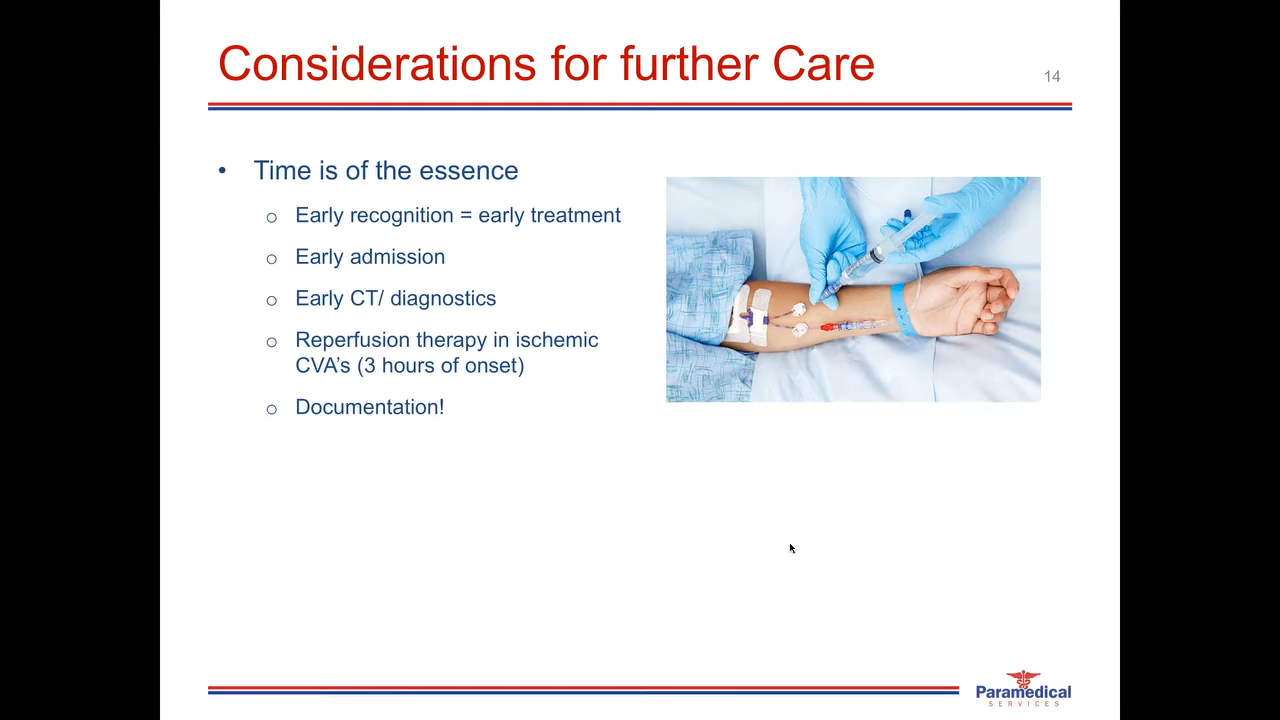 Considerations for further Care
14
• Time is of the essence
o Early recognition = early treatment
o Early admission
o Early CT/ diagnostics
o Reperfusion therapy in ischemic
CVA's (3 hours of onset)
o Documentation!
Paramedical
SERVICES